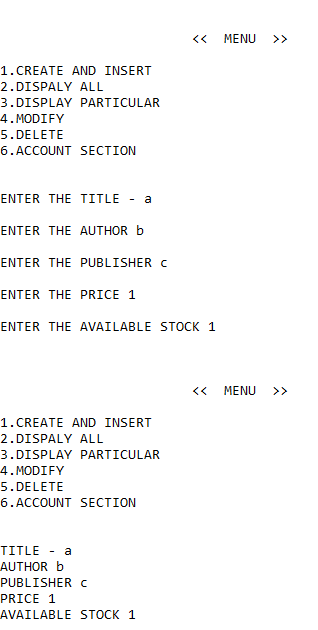 <<  MENU  >>
1.CREATE AND INSERT
2.DISPALY ALL
3.DISPLAY PARTICULAR
4.MODIFY
5.DELETE
6.ACCOUNT SECTION
ENTER THE TITLE - a
ENTER THE AUTHOR b
ENTER THE PUBLISHER c
ENTER THE PRICE 1
ENTER THE AVAILABLE STOCK 1
<<  MENU  >>
1.CREATE AND INSERT
2.DISPALY ALL
3.DISPLAY PARTICULAR
4.MODIFY
5.DELETE
6.ACCOUNT SECTION
TITLE - a
AUTHOR b
PUBLISHER c
PRICE 1
AVAILABLE STOCK 1